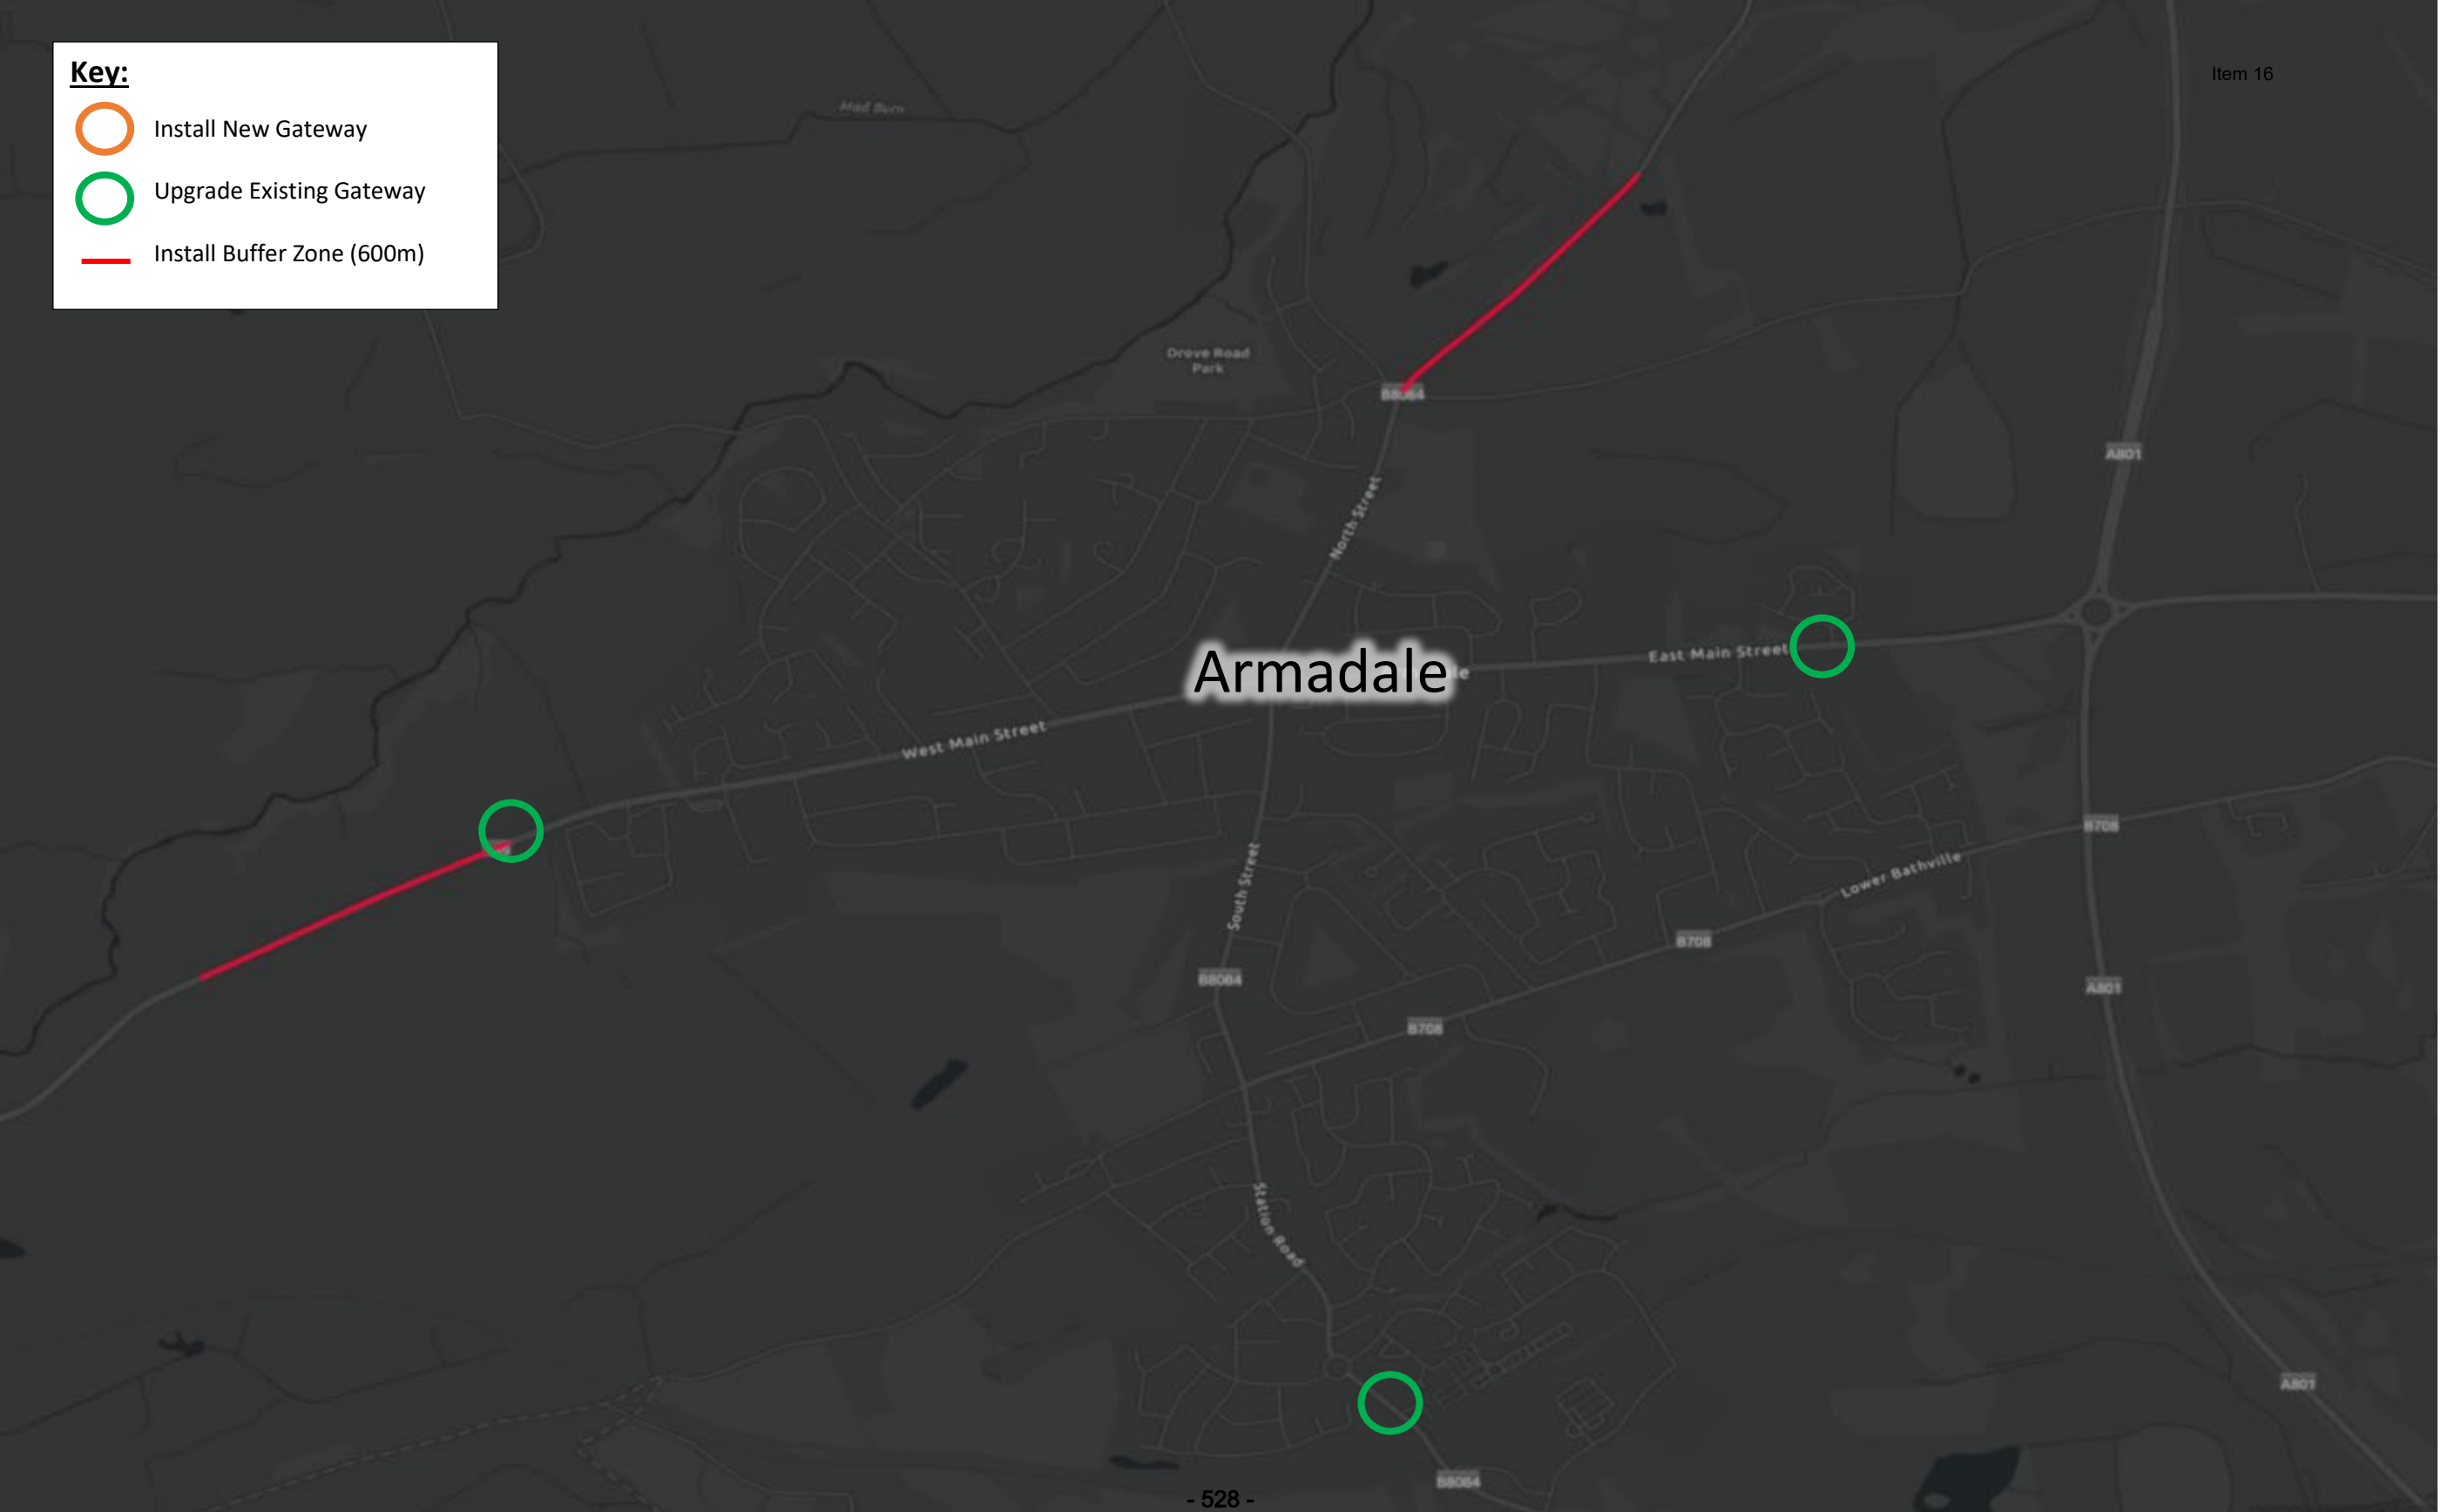 Key:
Install New Gateway
Upgrade Existing Gateway
Install Buffer Zone (600m)
Item 16
Mad Burn
Drove Road
Park
B8084
A801
North Street
Armadale
East Main Street
West Main Street
B708
Lower Bathville
South Street
B708
B8084
A801
B708
Station Road
A801
B8084
- 528 -